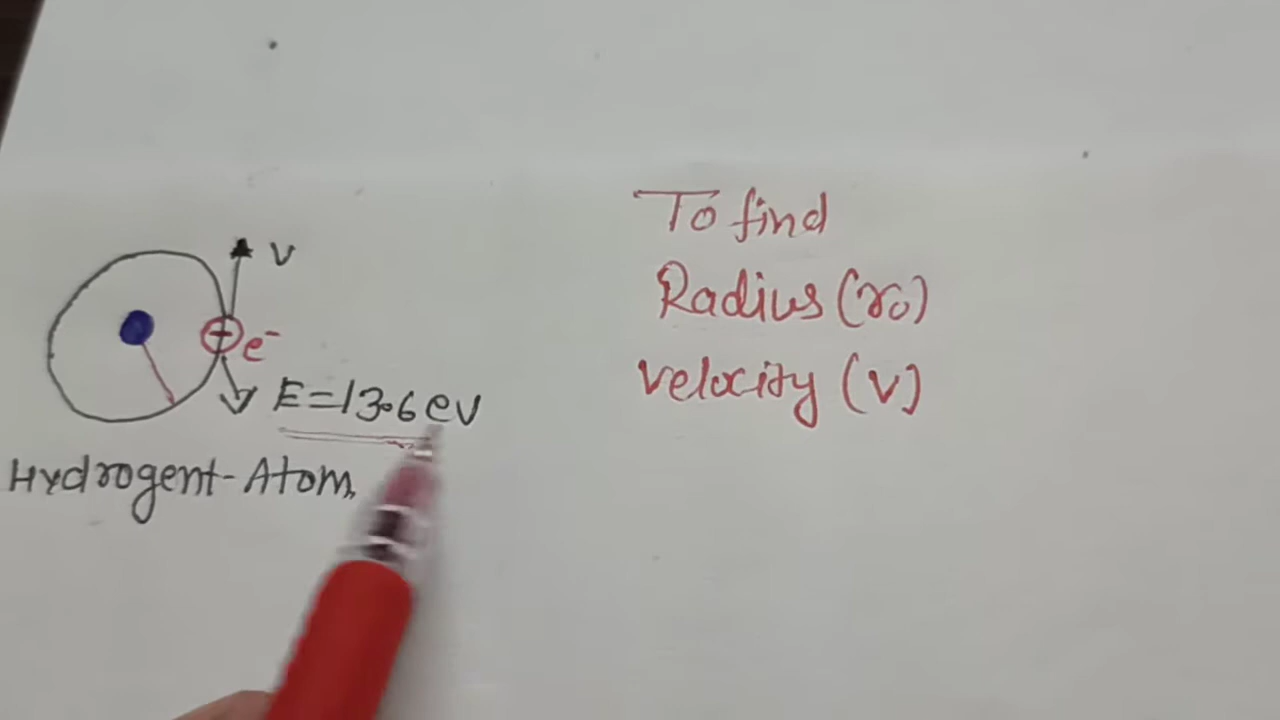 V
e⁻
E=13.6eV
Hydrogent-Atom
To find
Radius (r₀)
Velocity (V)